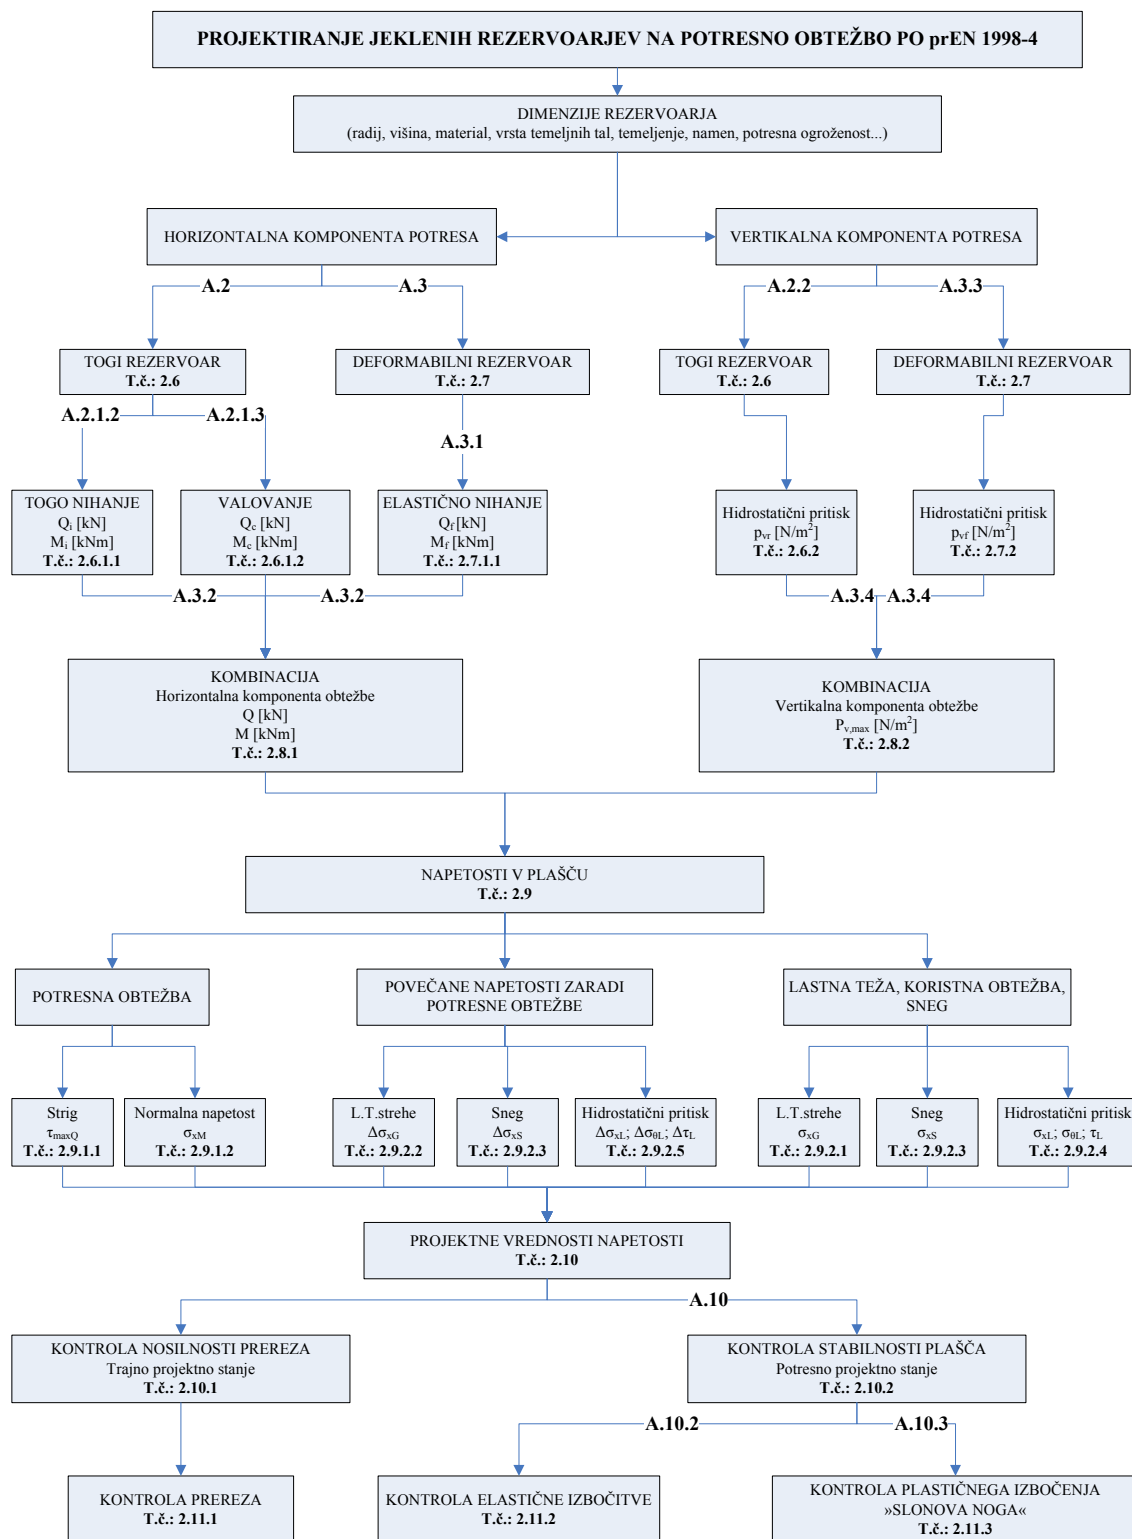 PROJEKTIRANJE JEKLENIH REZERVOARJEV NA POTRESNO OBTEŽBO PO prEN 1998-4
DIMENZIJE REZERVOARJA
(radij, višina, material, vrsta temeljnih tal, temeljenje, namen, potresna ogroženost...)
HORIZONTALNA KOMPONENTA POTRESA
VERTIKALNA KOMPONENTA POTRESA
A.2
A.3
A.2.2
A.3.3
TOGI REZERVOAR
T.č.: 2.6
DEFORMABILNI REZERVOAR
T.č.: 2.7
TOGI REZERVOAR
T.č.: 2.6
DEFORMABILNI REZERVOAR
T.č.: 2.7
A.2.1.2
A.2.1.3
A.3.1
TOGO NIHANJE
Qi [kN]
Mi [kNm]
T.č.: 2.6.1.1
VALOVANJE
Qc [kN]
Mc [kNm]
T.č.: 2.6.1.2
ELASTIČNO NIHANJE
Qf [kN]
Mf [kNm]
T.č.: 2.7.1.1
Hidrostatični pritisk
pvr [N/m²]
T.č.: 2.6.2
Hidrostatični pritisk
pvf [N/m²]
T.č.: 2.7.2
A.3.2
A.3.2
A.3.4
A.3.4
KOMBINACIJA
Horizontalna komponenta obtežbe
Q [kN]
M [kNm]
T.č.: 2.8.1
KOMBINACIJA
Vertikalna komponenta obtežbe
Pv,max [N/m²]
T.č.: 2.8.2
NAPETOSTI V PLAŠČU
T.č.: 2.9
POTRESNA OBTEŽBA
POVEČANE NAPETOSTI ZARADI
POTRESNE OBTEŽBE
LASTNA TEŽA, KORISTNA OBTEŽBA,
SNEG
Strig
τmaxQ
T.č.: 2.9.1.1
Normalna napetost
σxM
T.č.: 2.9.1.2
L.T.strehe
ΔσxG
T.č.: 2.9.2.2
Sneg
ΔσxS
T.č.: 2.9.2.3
Hidrostatični pritisk
ΔσxL; ΔσθL; ΔτL
T.č.: 2.9.2.5
L.T.strehe
σxG
T.č.: 2.9.2.1
Sneg
σxS
T.č.: 2.9.2.3
Hidrostatični pritisk
σxL; σθL; τL
T.č.: 2.9.2.4
PROJEKTNE VREDNOSTI NAPETOSTI
T.č.: 2.10
A.10
KONTROLA NOSILNOSTI PREREZA
Trajno projektno stanje
T.č.: 2.10.1
KONTROLA STABILNOSTI PLAŠČA
Potresno projektno stanje
T.č.: 2.10.2
A.10.2
A.10.3
KONTROLA PREREZA
T.č.: 2.11.1
KONTROLA ELASTIČNE IZBOČITVE
T.č.: 2.11.2
KONTROLA PLASTIČNEGA IZBOČENJA
»SLONOVA NOGA«
T.č.: 2.11.3